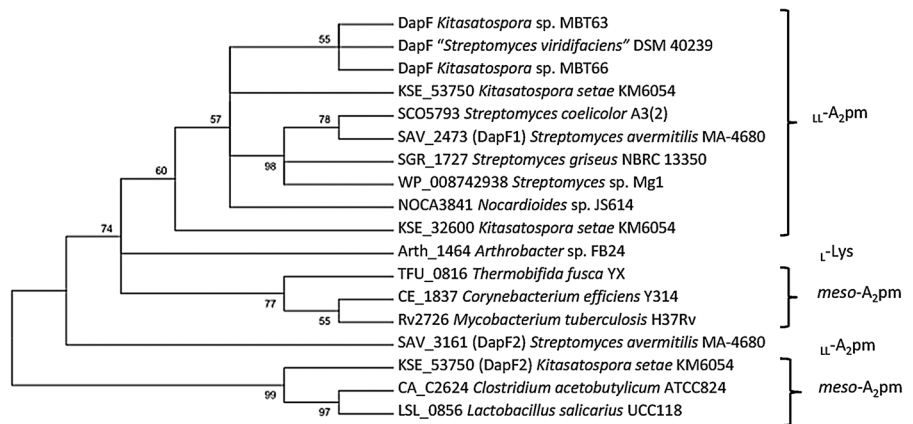 55
DapF Kitasatospora sp. MBT63
DapF "Streptomyces viridifaciens" DSM 40239
DapF Kitasatospora sp. MBT66
KSE_53750 Kitasatospora setae KM6054
57
78
SCO5793 Streptomyces coelicolor A3(2)
SAV_2473 (DapF1) Streptomyces avermitilis MA-4680
98
SGR_1727 Streptomyces griseus NBRC 13350
WP_008742938 Streptomyces sp. Mg1
LL-A2pm
60
NOCA3841 Nocardioides sp. JS614
KSE_32600 Kitasatospora setae KM6054
74
Arth_1464 Arthrobacter sp. FB24
L-Lys
TFU_0816 Thermobifida fusca YX
77
CE_1837 Corynebacterium efficiens Y314
55
Rv2726 Mycobacterium tuberculosis H37Rv
meso-A2pm
SAV_3161 (DapF2) Streptomyces avermitilis MA-4680
LL-A2pm
KSE_53750 (DapF2) Kitasatospora setae KM6054
99
CA_C2624 Clostridium acetobutylicum ATCC824
97
LSL_0856 Lactobacillus salicarius UCC118
meso-A2pm